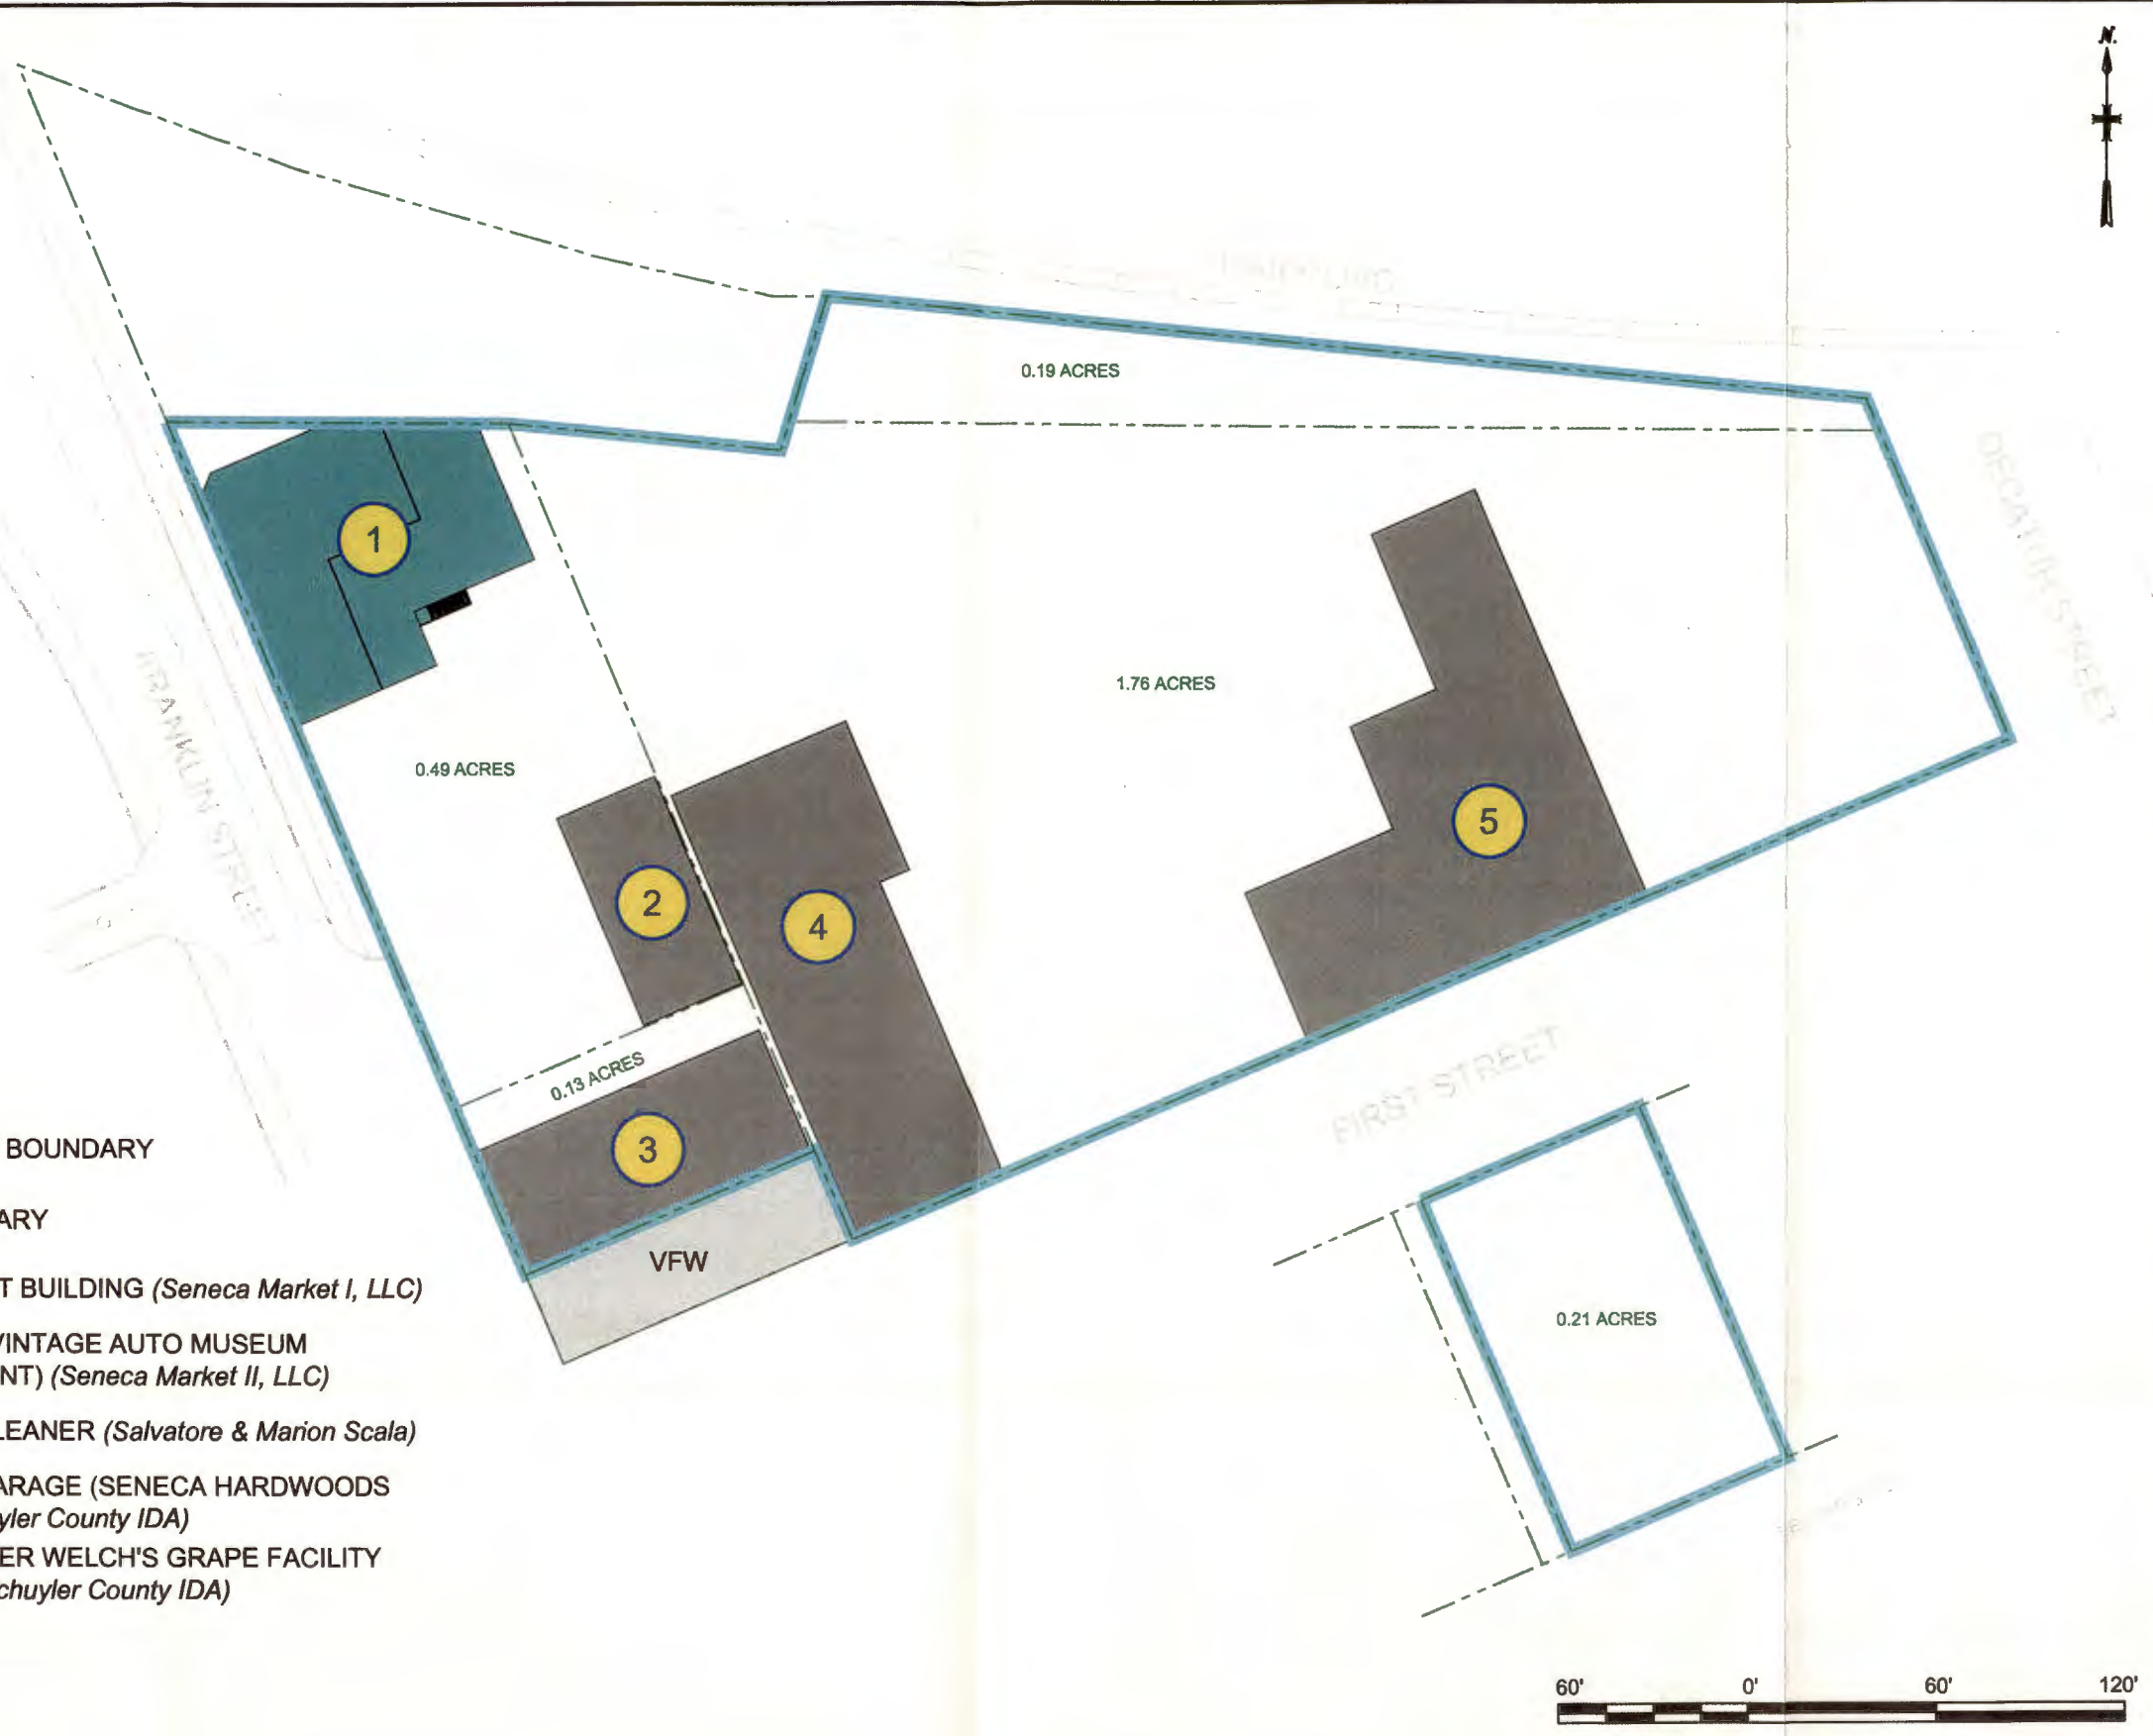 N.
0.19 ACRES
DECATUR STREET
1
1.76 ACRES
FRANKLIN STREET
0.49 ACRES
5
2
4
0.13 ACRES
FIRST STREET
3
BOUNDARY
ARY
VFW
T BUILDING (Seneca Market I, LLC)
0.21 ACRES
VINTAGE AUTO MUSEUM
NT) (Seneca Market II, LLC)
LEANER (Salvatore & Marion Scala)
ARAGE (SENECA HARDWOODS
yler County IDA)
ER WELCH'S GRAPE FACILITY
chuyler County IDA)
60' 0' 60' 120'